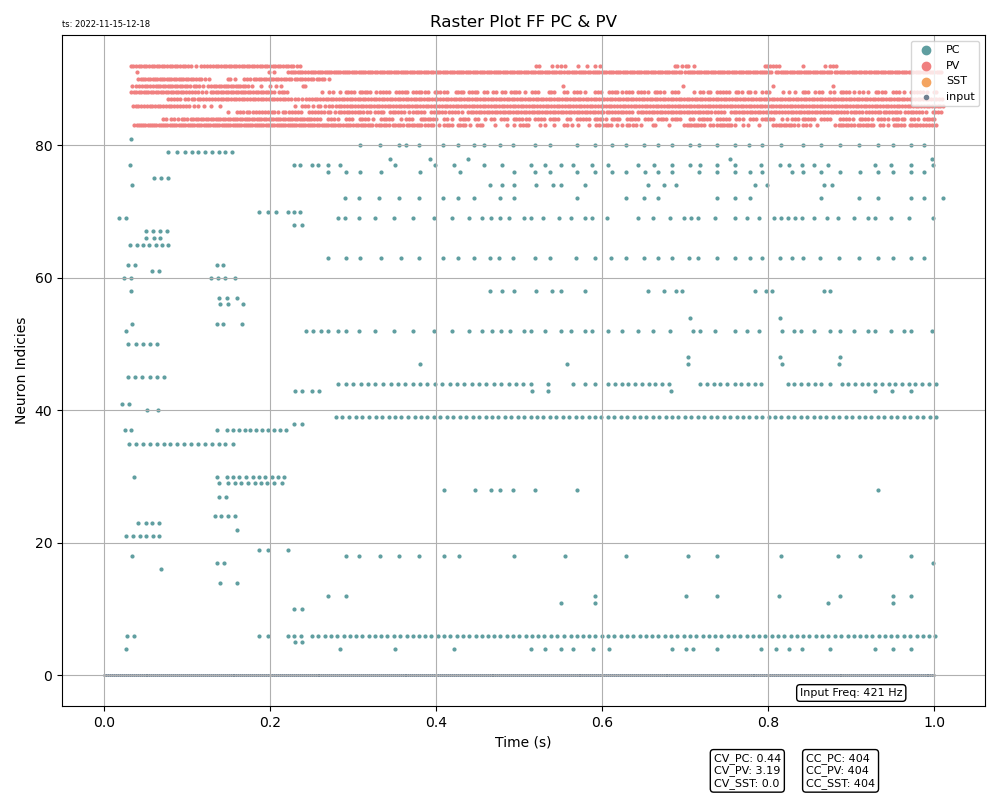 ts: 2022-11-15-12-18
Raster Plot FF PC & PV
PC
PV
SST
input
Neuron Indicies
80
60
40
20
0
Input Freq: 421 Hz
0.0 0.2 0.4 0.6 0.8 1.0
Time (s)
CV_PC: 0.44
CV_PV: 3.19
CV_SST: 0.0
CC_PC: 404
CC_PV: 404
CC_SST: 404